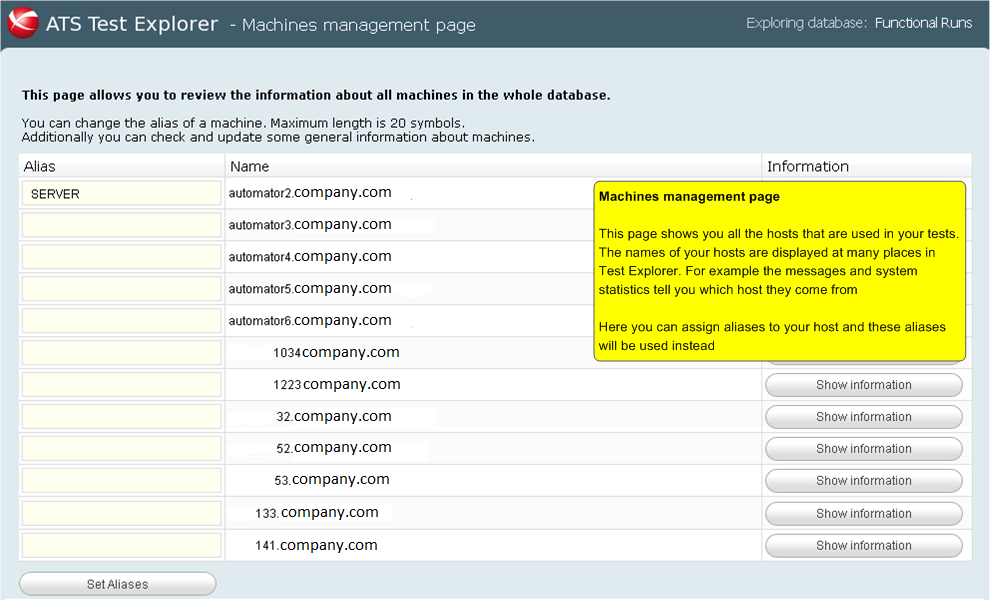 ATS Test Explorer - Machines management page
Exploring database: Functional Runs
This page allows you to review the information about all machines in the whole database.
You can change the alias of a machine. Maximum length is 20 symbols.
Additionally you can check and update some general information about machines.
Alias Name Information
SERVER automator2.company.com
automator3.company.com
automator4.company.com
automator5.company.com
automator6.company.com
Machines management page
This page shows you all the hosts that are used in your tests.
The names of your hosts are displayed at many places in
Test Explorer. For example the messages and system
statistics tell you which host they come from
Here you can assign aliases to your host and these aliases
will be used instead
1034company.com
1223company.com Show information
32.company.com Show information
52.company.com Show information
53.company.com Show information
133.company.com Show information
141.company.com Show information
Set Aliases